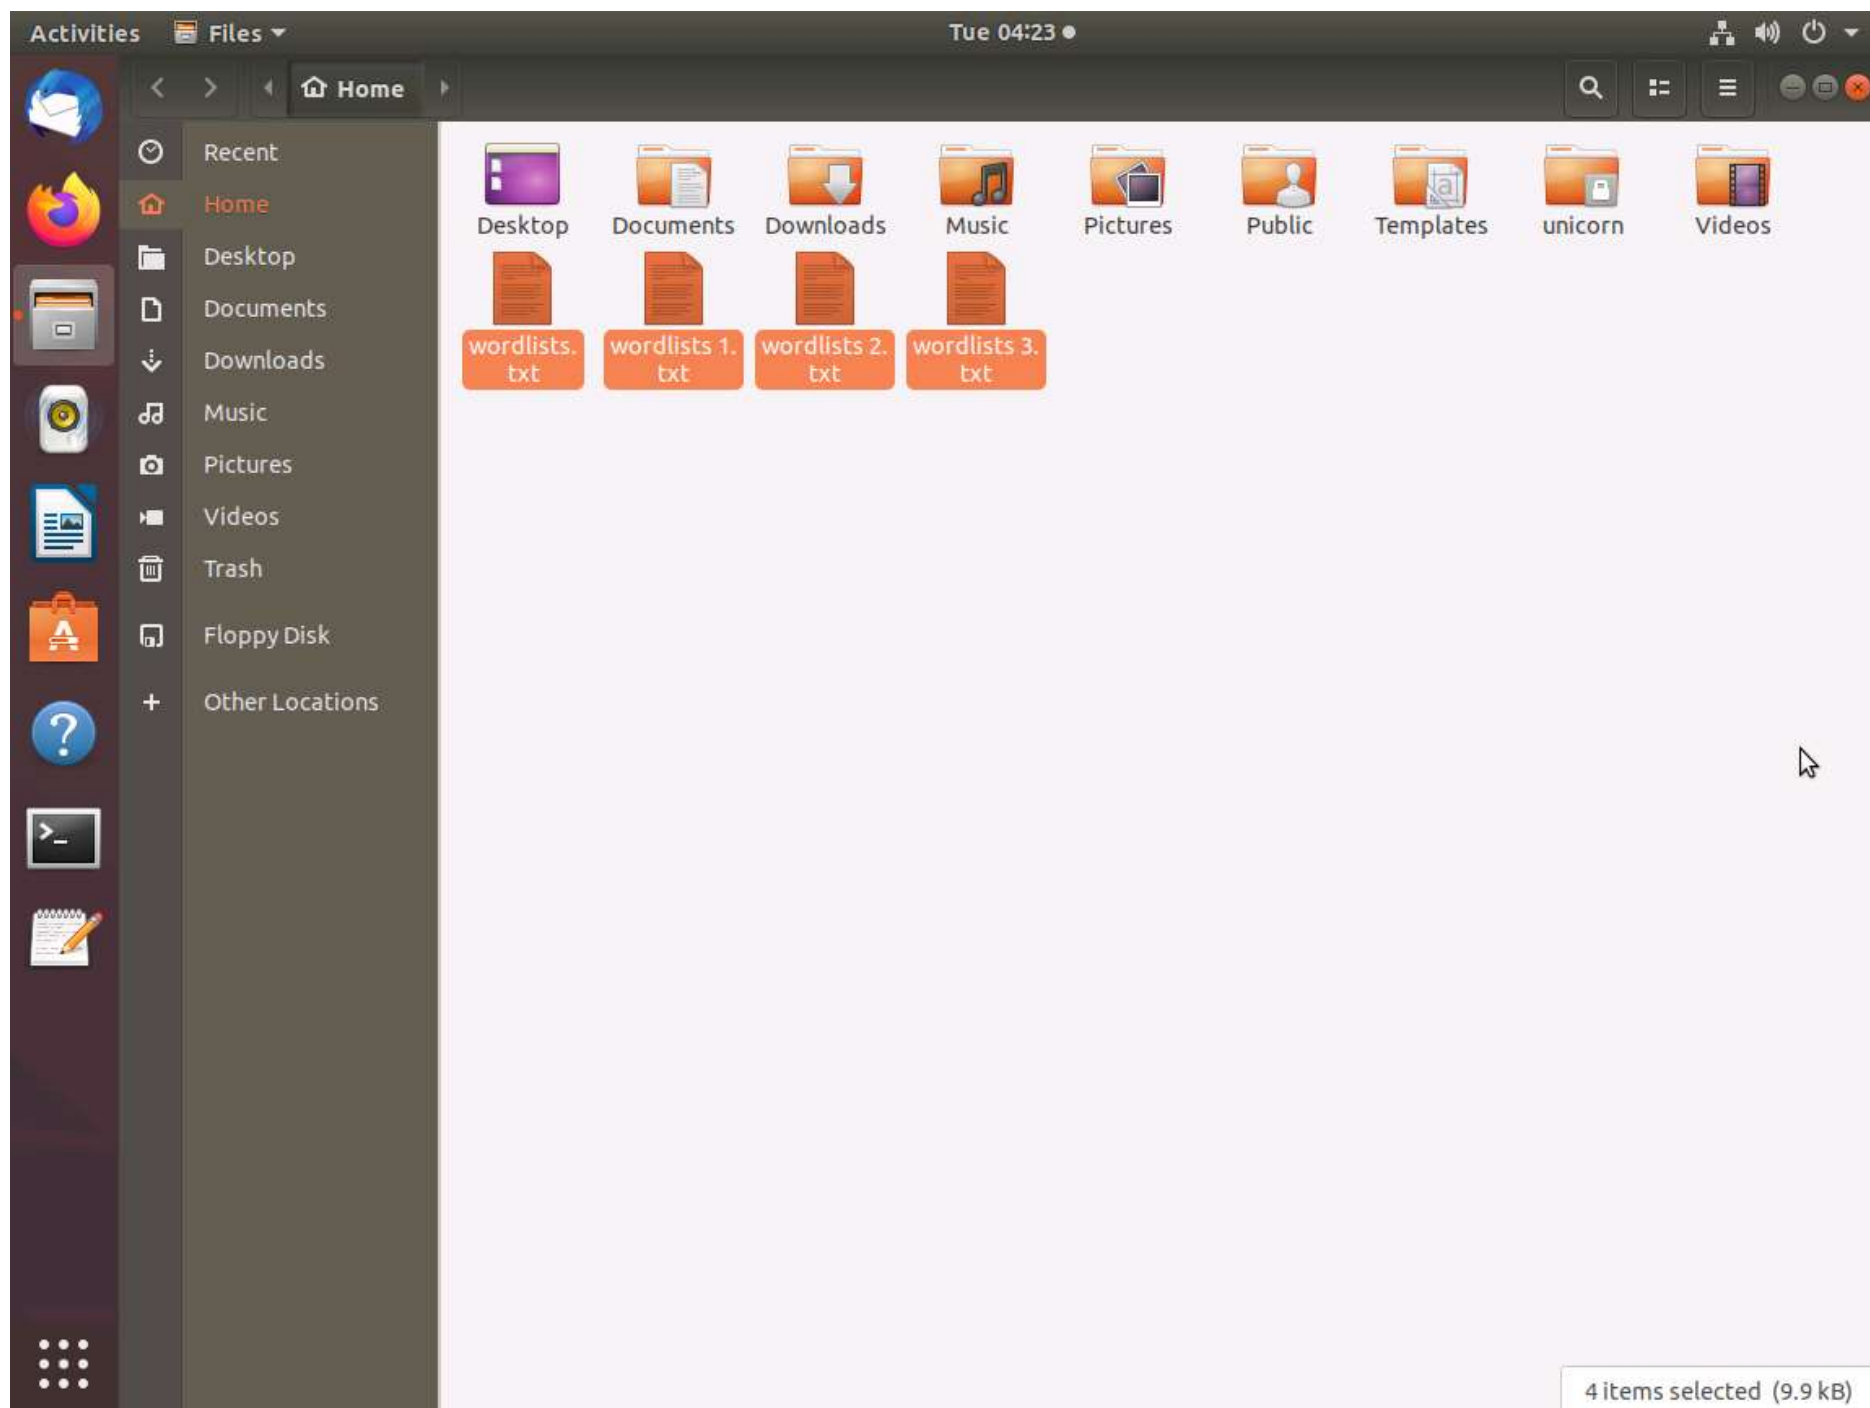 Activities Files Tue 04:23
Home
Recent
Home
Desktop
Documents
Downloads
Music
Pictures
Videos
Trash
Floppy Disk
Other Locations
Desktop Documents Downloads Music Pictures Public Templates unicorn Videos
wordlists. wordlists 1. wordlists 2. wordlists 3.
txt txt txt txt
4 items selected (9.9 kB)